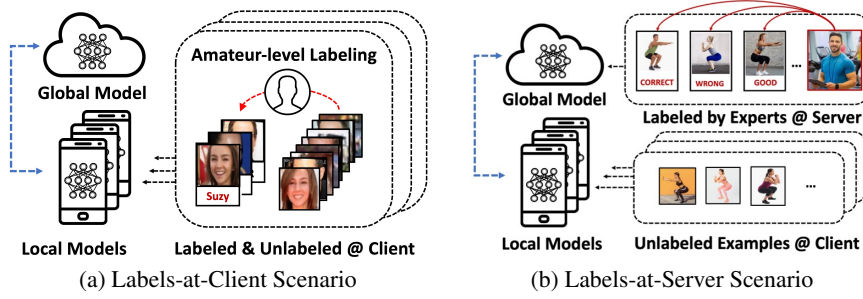 Amateur-level Labeling
Global Model
Suzy
Local Models
Labeled & Unlabeled @ Client
(a) Labels-at-Client Scenario
CORRECT
WRONG
GOOD
...
Global Model
Labeled by Experts @ Server
...
Local Models
Unlabeled Examples @ Client
(b) Labels-at-Server Scenario